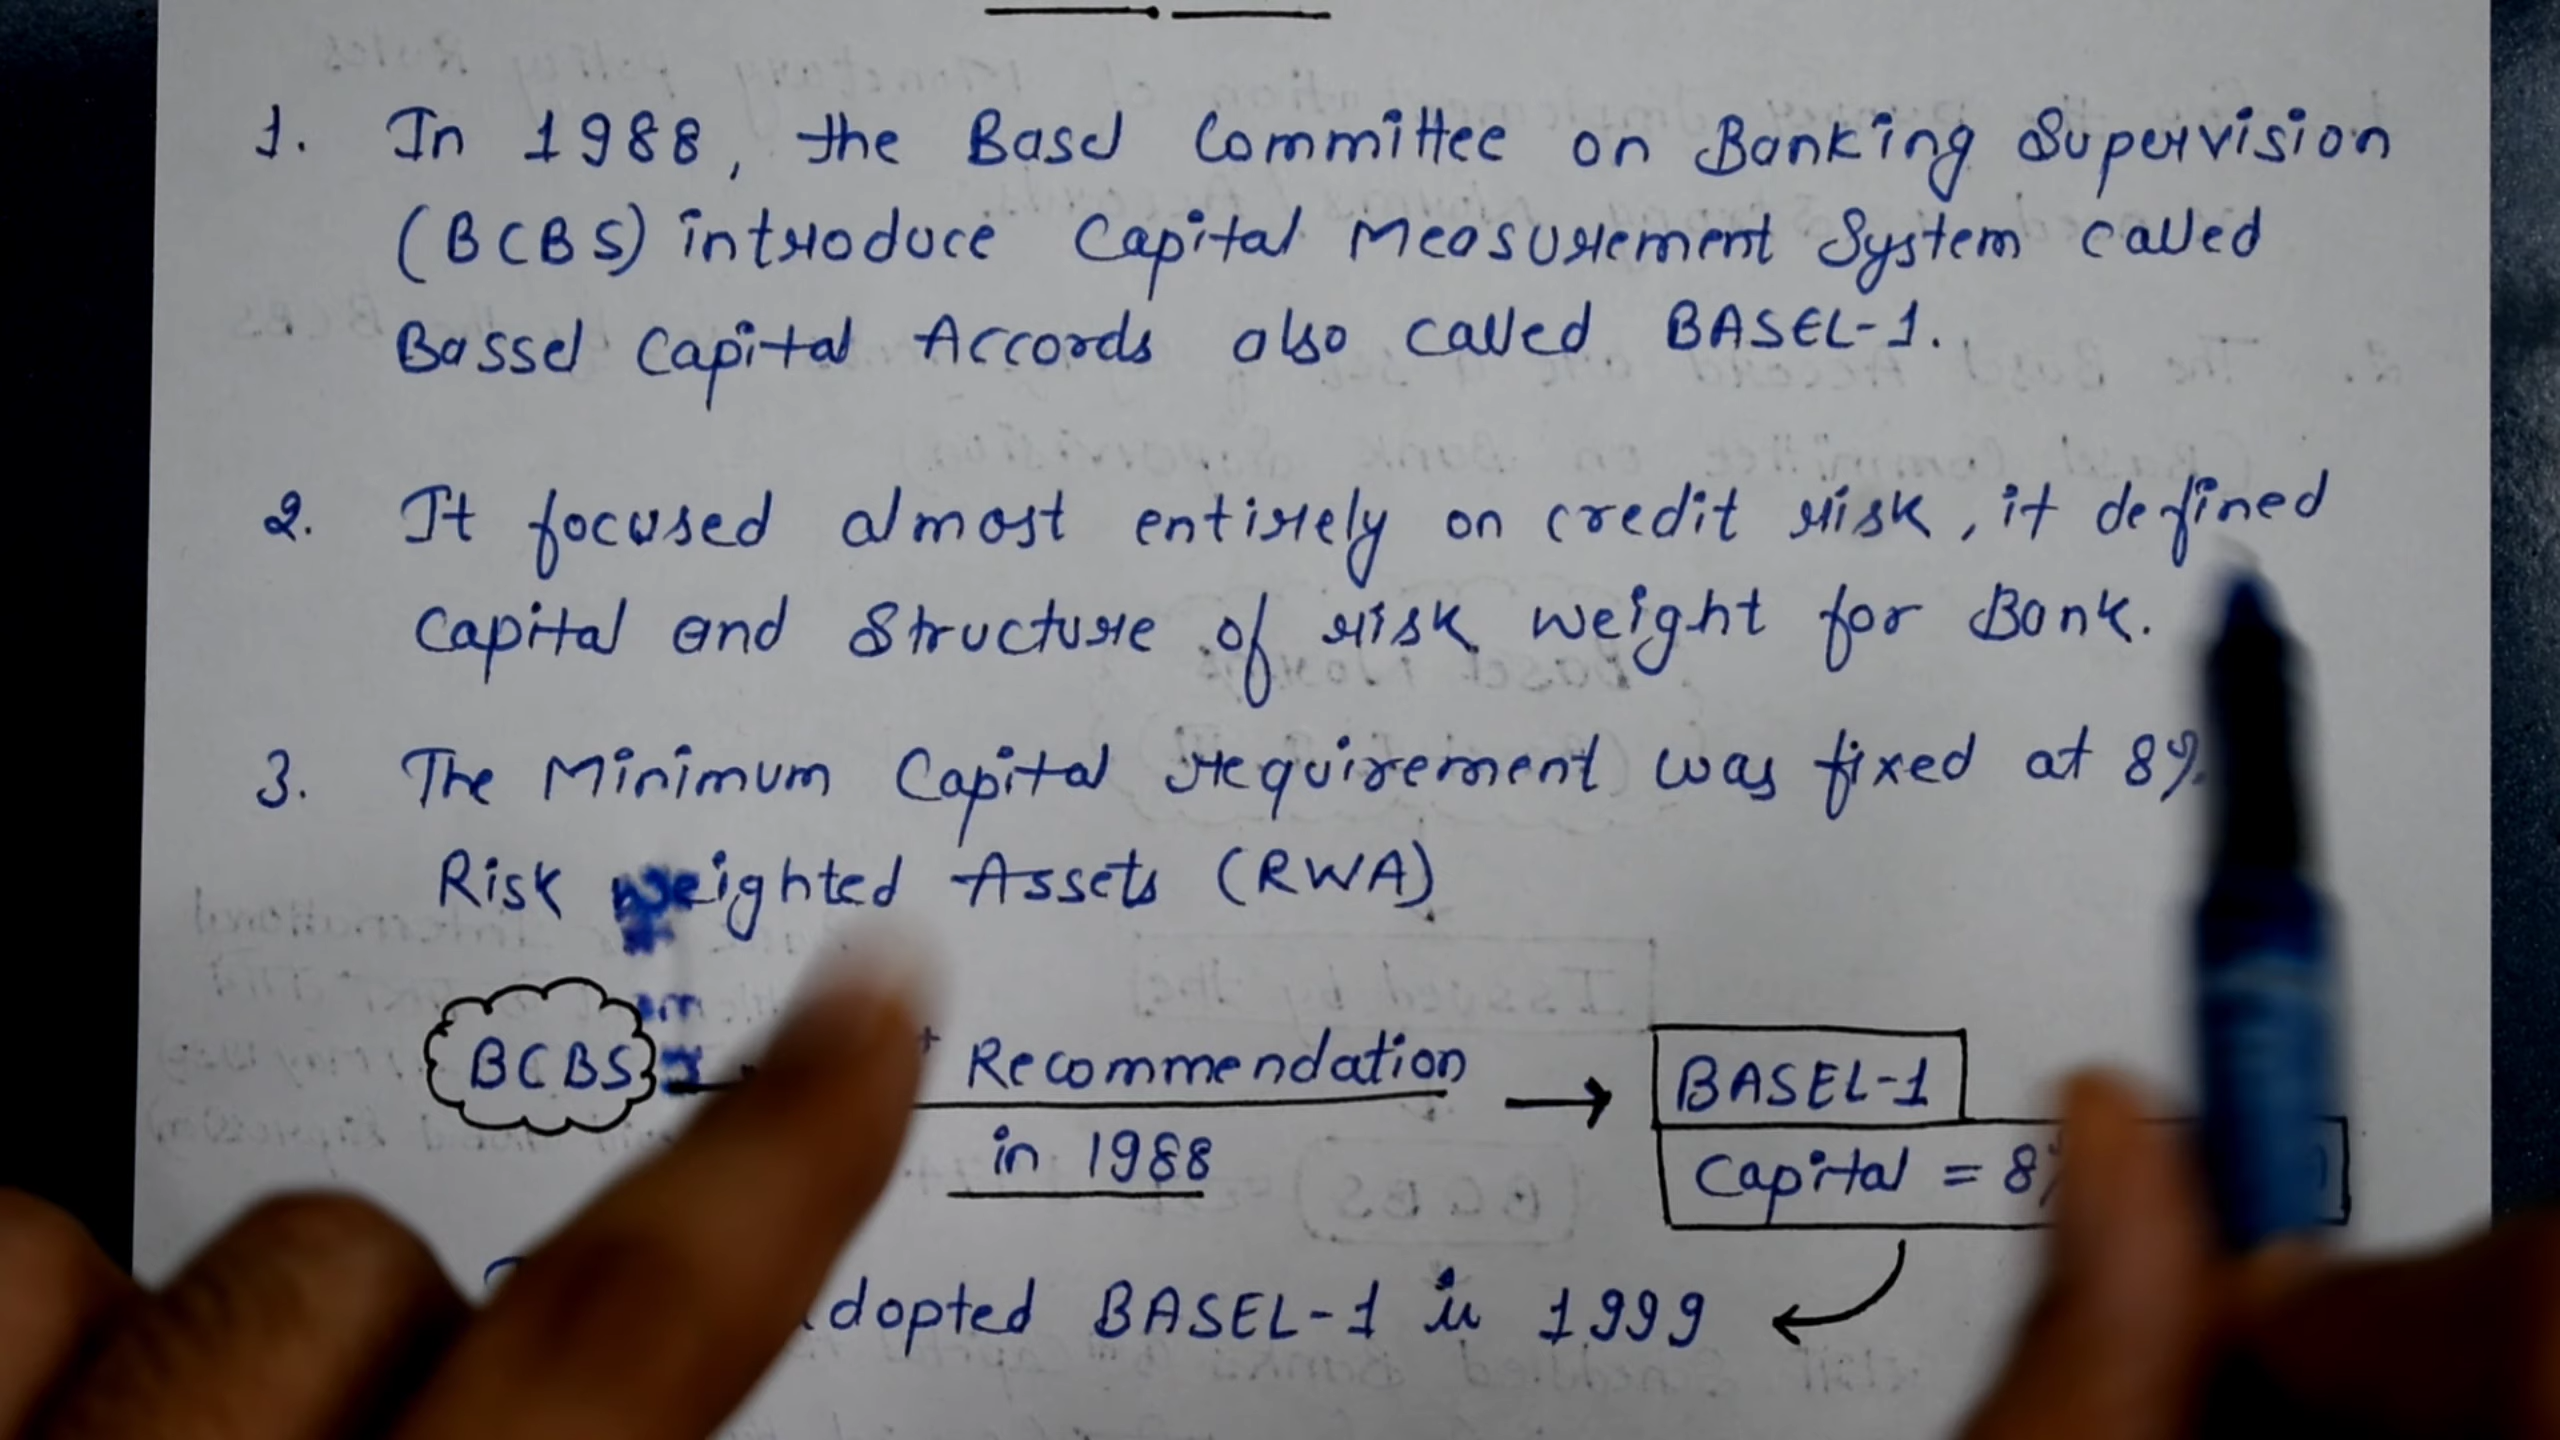 1. In 1988, the Basel Committee on Banking Supervision
(BCBS) introduce Capital Measurement System called
Bassel Capital Accords also called BASEL-1.
2. It focused almost entirely on credit risk, it defined
Capital and Structure of risk weight for Bank.
3. The Minimum Capital requirement was fixed at 8%
Risk Weighted Assets (RWA)
BCBS → Recommendation → BASEL-1
in 1988
Capital = 8%
dopted BASEL-1 in 1999